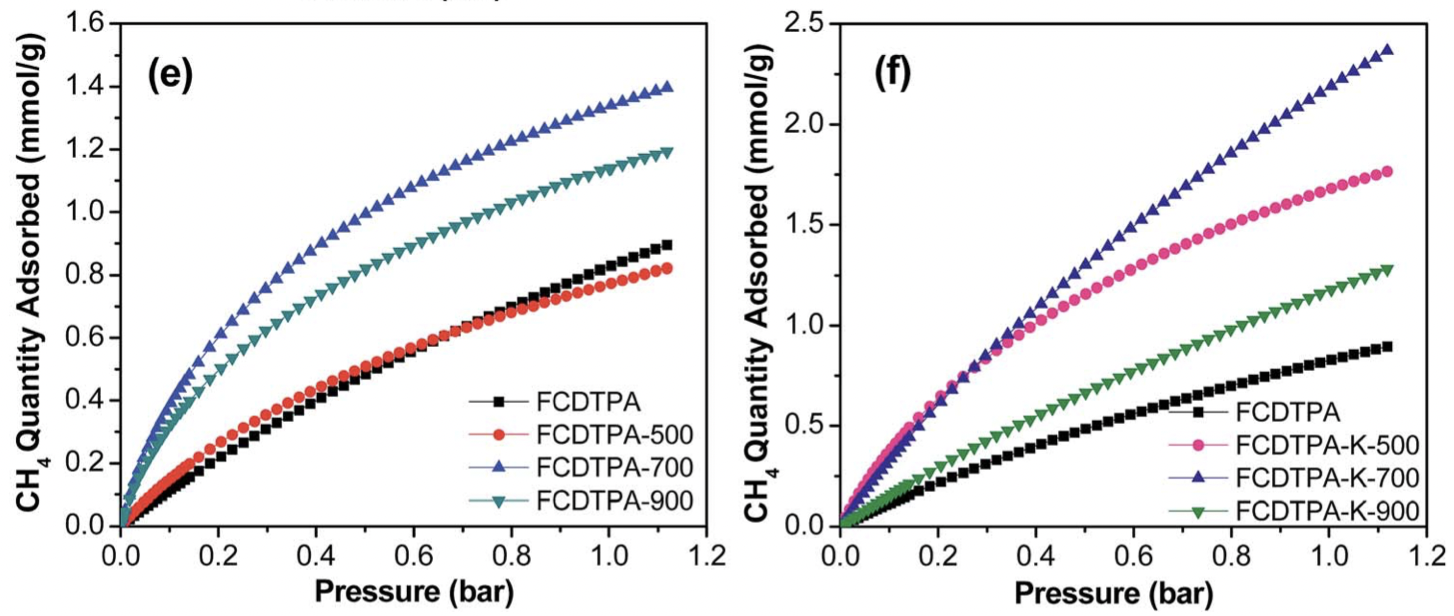 (e)
CH4 Quantity Adsorbed (mmol/g)
1.6
1.4
1.2
1.0
0.8
0.6
0.4
0.2
0.0
FCDTPA
FCDTPA-500
FCDTPA-700
FCDTPA-900
0.0 0.2 0.4 0.6 0.8 1.0 1.2
Pressure (bar)
(f)
CH4 Quantity Adsorbed (mmol/g)
2.5
2.0
1.5
1.0
0.5
0.0
FCDTPA
FCDTPA-K-500
FCDTPA-K-700
FCDTPA-K-900
0.0 0.2 0.4 0.6 0.8 1.0 1.2
Pressure (bar)